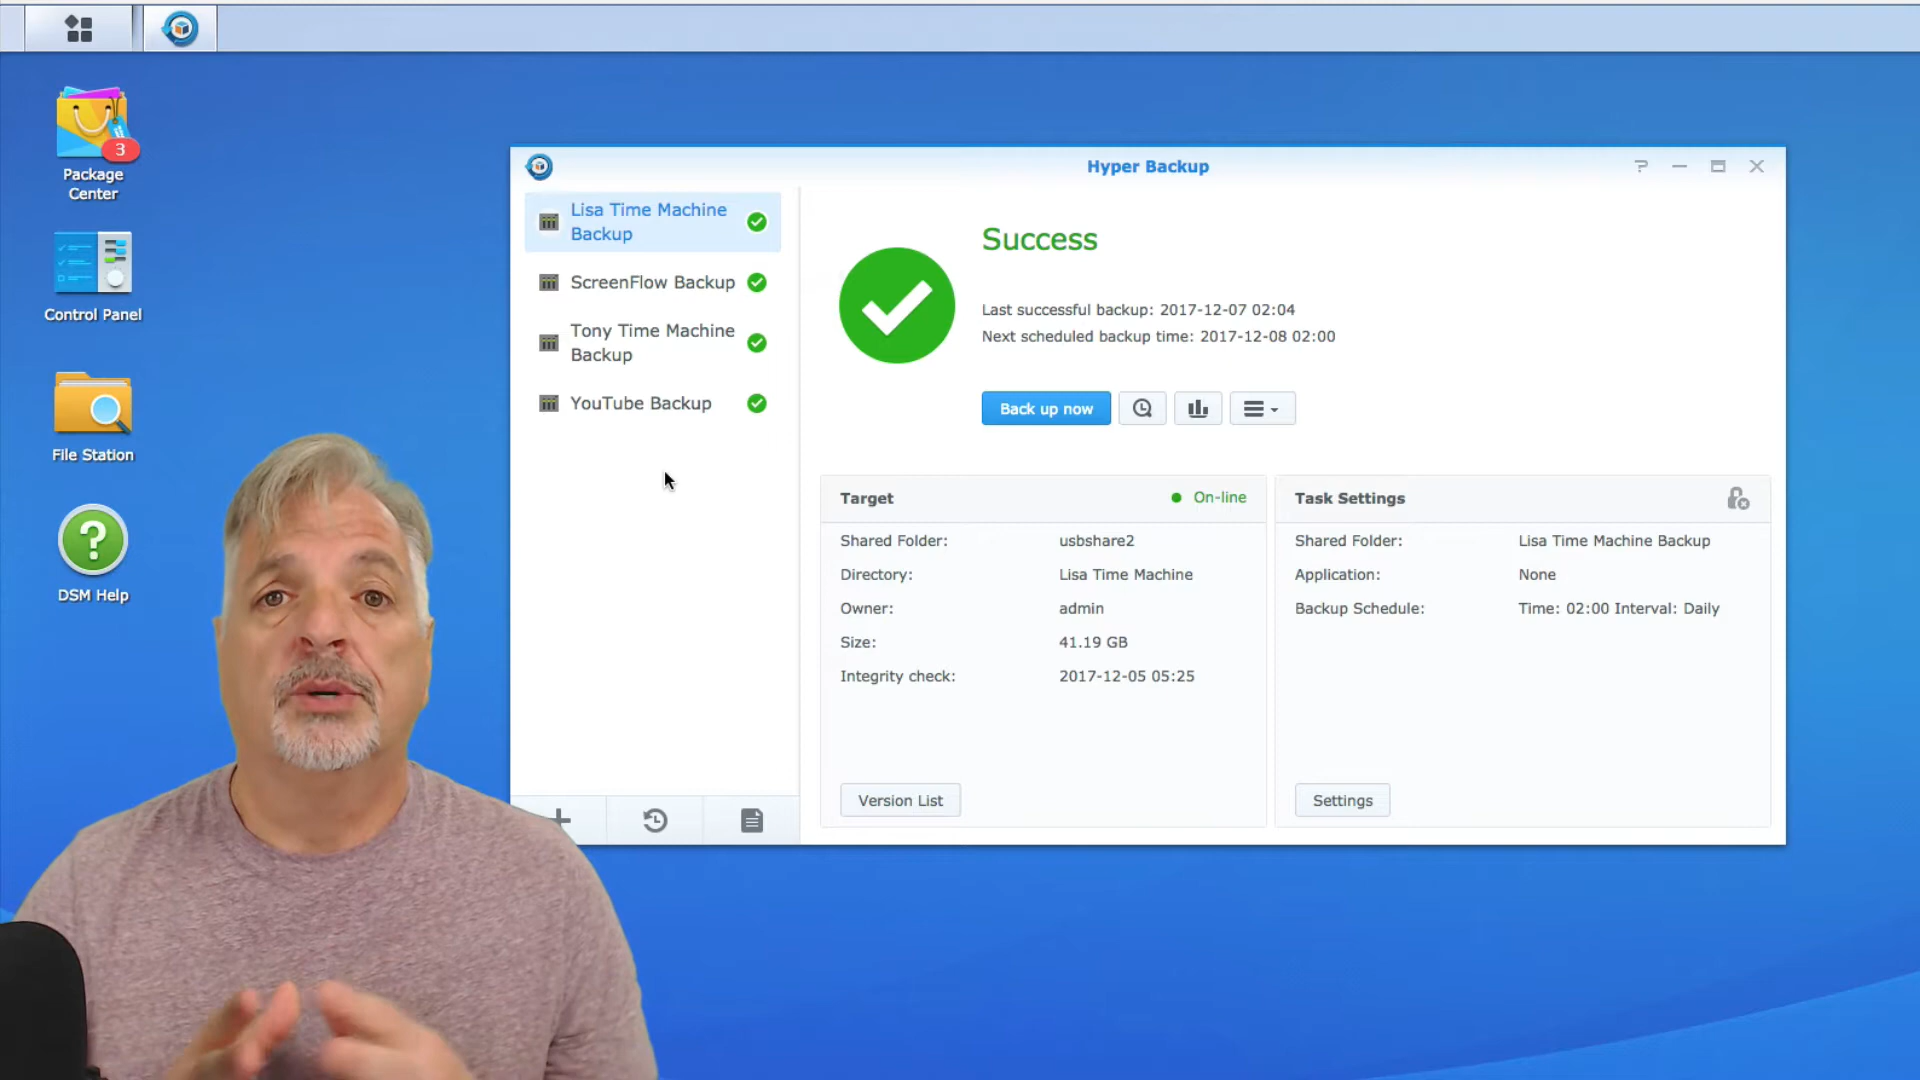 3
Package
Center
Control Panel
File Station
?
DSM Help
Hyper Backup
?
Lisa Time Machine
Backup
ScreenFlow Backup
Tony Time Machine
Backup
YouTube Backup
Success
Last successful backup: 2017-12-07 02:04
Next scheduled backup time: 2017-12-08 02:00
Back up now
Target
On-line
Shared Folder: usbshare2
Directory: Lisa Time Machine
Owner: admin
Size: 41.19 GB
Integrity check: 2017-12-05 05:25
Version List
Task Settings
Shared Folder: Lisa Time Machine Backup
Application: None
Backup Schedule: Time: 02:00 Interval: Daily
Settings